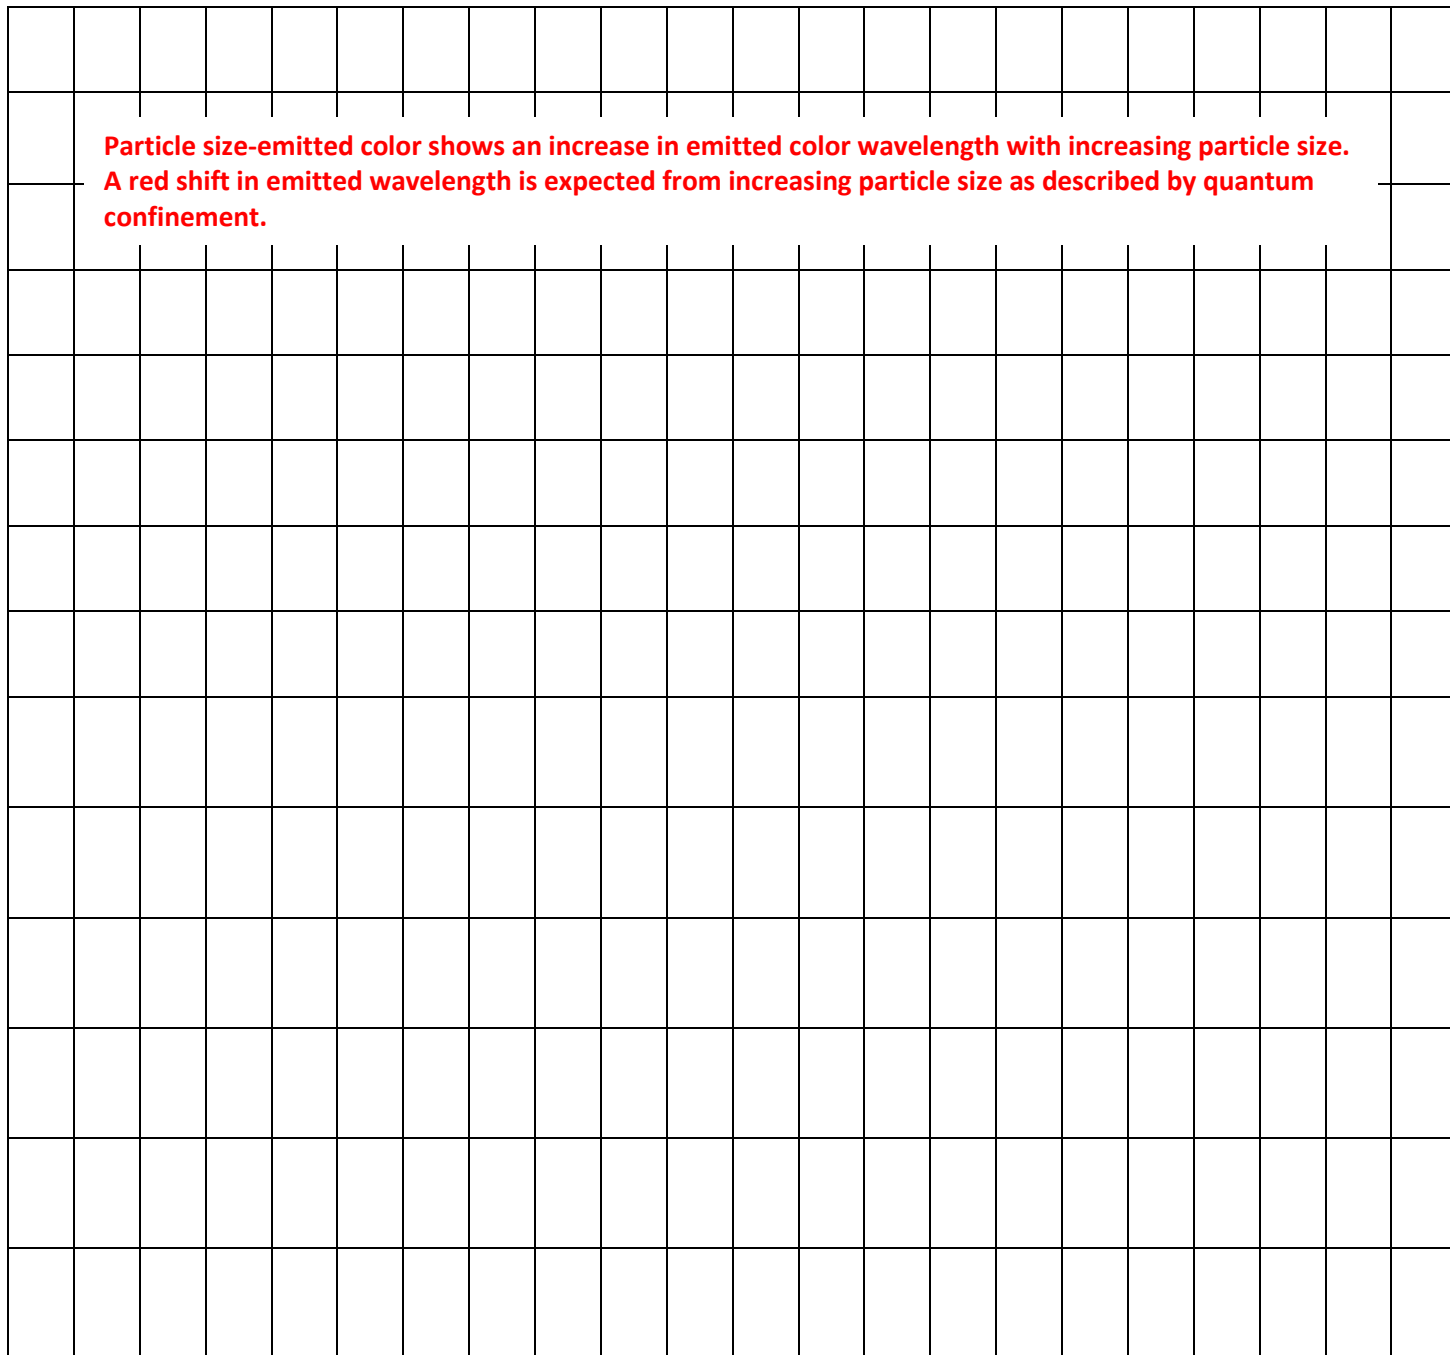 Particle size-emitted color shows an increase in emitted color wavelength with increasing particle size.
A red shift in emitted wavelength is expected from increasing particle size as described by quantum
confinement.